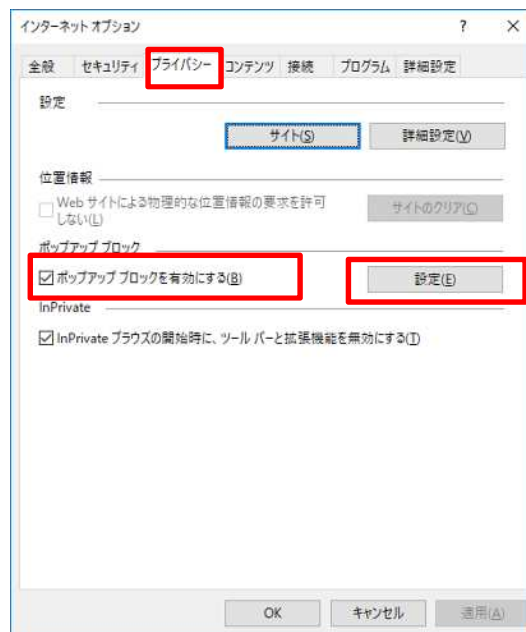 インターネット オプション ? ×
全般 セキュリティ プライバシー コンテンツ 接続 プログラム 詳細設定
設定
サイト(S) 詳細設定(V)
位置情報
Web サイトによる物理的な位置情報の要求を許可
しない(L)
サイトのクリア(C)
ポップアップ ブロック
ポップアップ ブロックを有効にする(B) 設定(E)
InPrivate
InPrivate ブラウズの開始時に、ツール バーと拡張機能を無効にする(T)
OK キャンセル 適用(A)